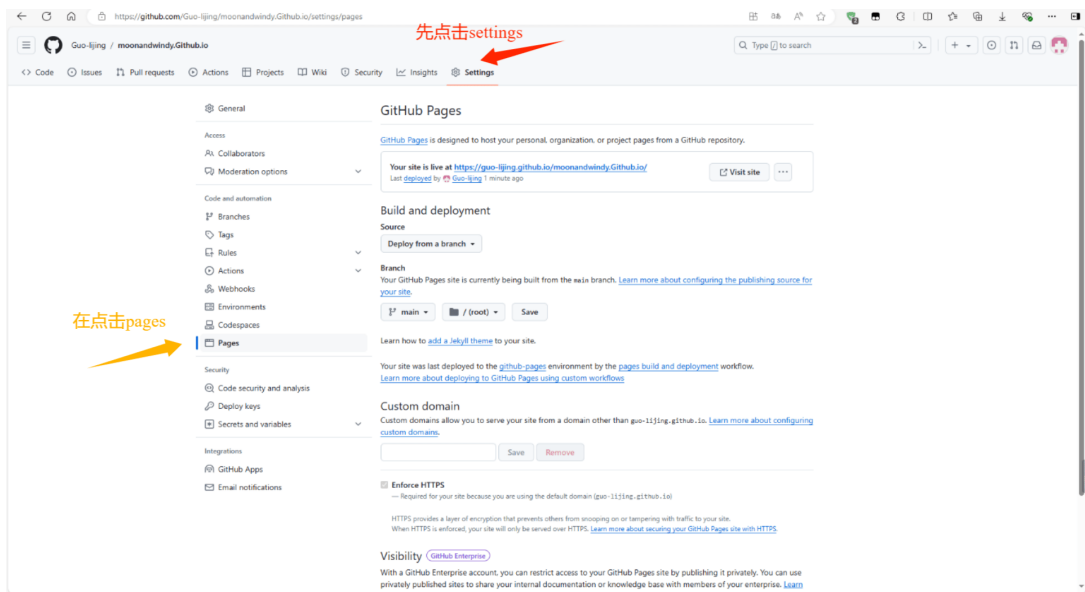 https://github.com/Guo-lijing/moonandwindy.Github.io/settings/pages
先点击settings
Guo-lijing / moonandwindy.Github.io
Type / to search
Code Issues Pull requests Actions Projects Wiki Security Insights Settings
General
Access
Collaborators
Moderation options
Code and automation
Branches
Tags
Rules
Actions
Webhooks
Environments
Codespaces
Pages
在点击pages
Security
Code security and analysis
Deploy keys
Secrets and variables
Integrations
GitHub Apps
Email notifications
GitHub Pages
GitHub Pages is designed to host your personal, organization, or project pages from a GitHub repository.
Your site is live at https://guo-lijing.github.io/moonandwindy.Github.io/
Last deployed by Guo-lijing 1 minute ago
Visit site
Build and deployment
Source
Deploy from a branch
Branch
Your GitHub Pages site is currently being built from the main branch. Learn more about configuring the publishing source for
your site.
main / (root) Save
Learn how to add a Jekyll theme to your site.
Your site was last deployed to the github-pages environment by the pages build and deployment workflow.
Learn more about deploying to GitHub Pages using custom workflows
Custom domain
Custom domains allow you to serve your site from a domain other than guo-lijing.github.io. Learn more about configuring
custom domains.
Save Remove
Enforce HTTPS
— Required for your site because you are using the default domain (guo-lijing.github.io)
HTTPS provides a layer of encryption that prevents others from snooping on or tampering with traffic to your site.
When HTTPS is enforced, your site will only be served over HTTPS. Learn more about securing your GitHub Pages site with HTTPS.
Visibility GitHub Enterprise
With a GitHub Enterprise account, you can restrict access to your GitHub Pages site by publishing it privately. You can use
privately published sites to share your internal documentation or knowledge base with members of your enterprise. Learn